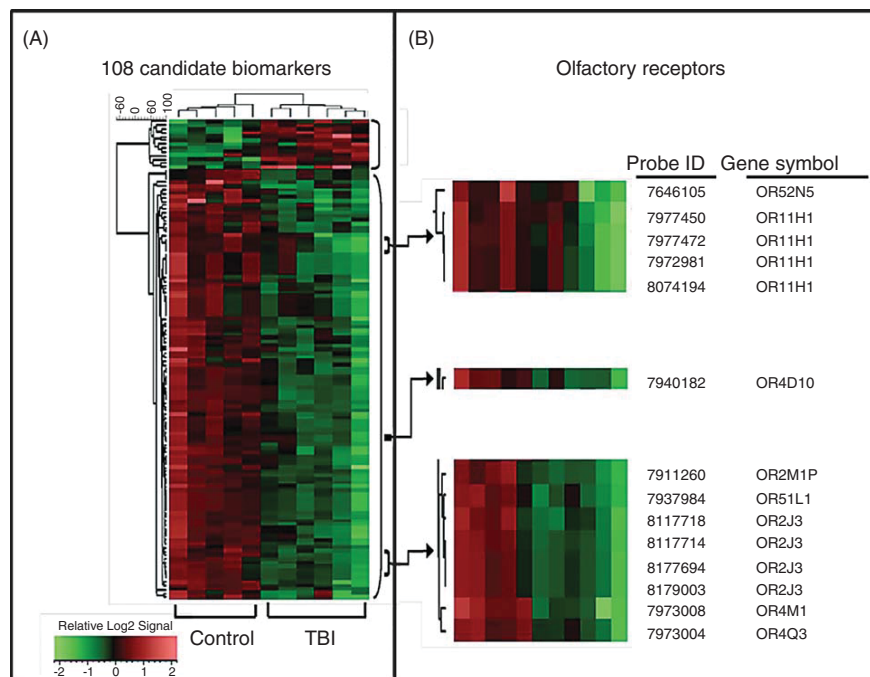 (A)
108 candidate biomarkers
-60
0
60
100
Control
TBI
Relative Log2 Signal
-2 -1 0 1 2
(B)
Olfactory receptors
Probe ID Gene symbol
7646105 OR52N5
7977450 OR11H1
7977472 OR11H1
7972981 OR11H1
8074194 OR11H1
7940182 OR4D10
7911260 OR2M1P
7937984 OR51L1
8117718 OR2J3
8117714 OR2J3
8177694 OR2J3
8179003 OR2J3
7973008 OR4M1
7973004 OR4Q3